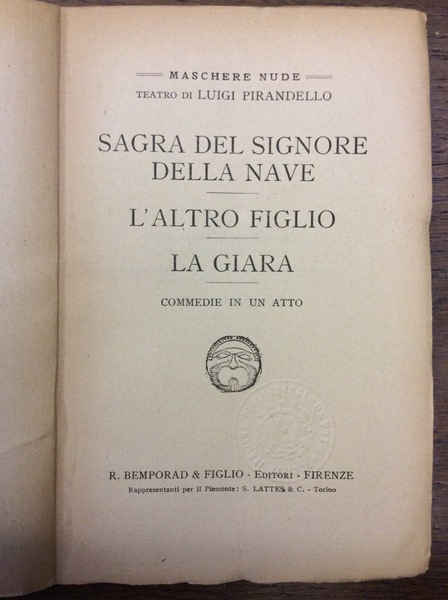 MASCHERE NUDE
TEATRO DI LUIGI PIRANDELLO
SAGRA DEL SIGNORE
DELLA NAVE
L'ALTRO FIGLIO
LA GIARA
COMMEDIE IN UN ATTO
R. BEMPORAD & FIGLIO - EDITORI - FIRENZE
Rappresentanti per il Piemonte: S. LATTES & C. - Torino